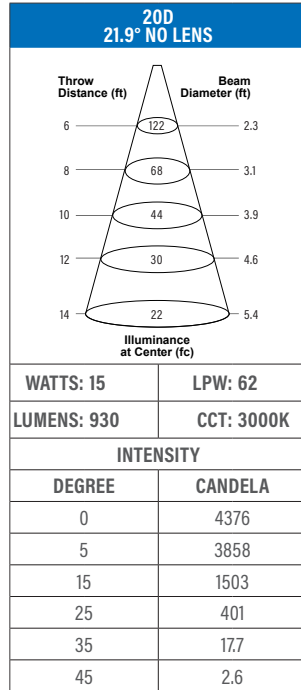 20D
21.9° NO LENS
Throw
Distance (ft)
Beam
Diameter (ft)
6 122 2.3
8 68 3.1
10 44 3.9
12 30 4.6
14 22 5.4
Illuminance
at Center (fc)
WATTS: 15 LPW: 62
LUMENS: 930 CCT: 3000K
INTENSITY
DEGREE CANDELA
0 4376
5 3858
15 1503
25 401
35 17.7
45 2.6